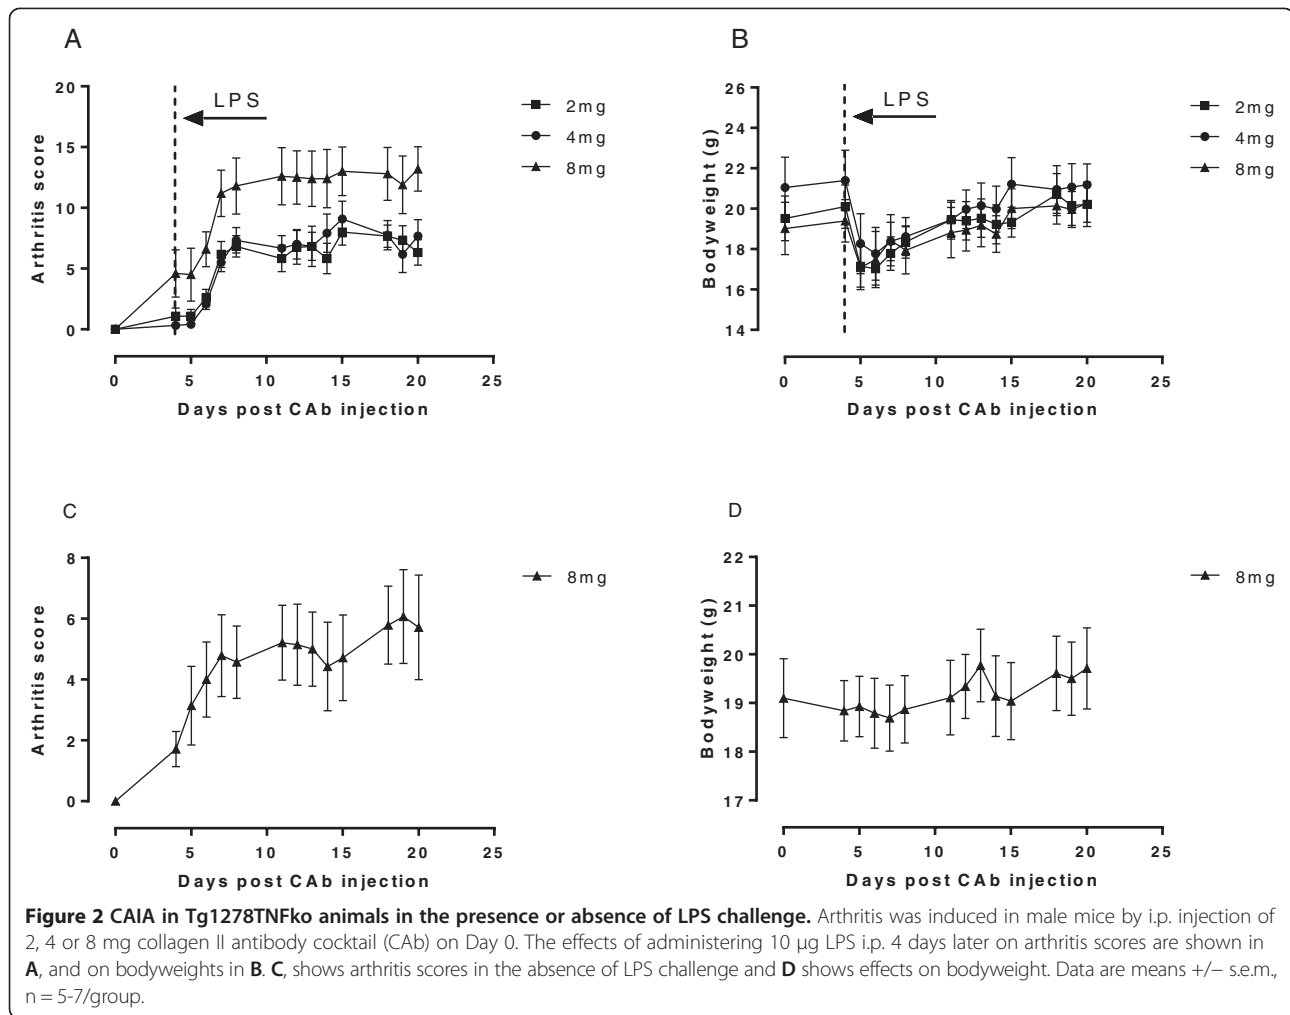 A
LPS
20
15
10
5
0
Arthritis score
0 5 10 15 20 25
Days post CAb injection
2mg
4mg
8mg
B
LPS
26
24
22
20
18
16
14
Bodyweight (g)
0 5 10 15 20 25
Days post CAb injection
2mg
4mg
8mg
C
8
6
4
2
0
Arthritis score
0 5 10 15 20 25
Days post CAb injection
8mg
D
22
21
20
19
18
17
Bodyweight (g)
0 5 10 15 20 25
Days post CAb injection
8mg
Figure 2 CAIA in Tg1278TNFko animals in the presence or absence of LPS challenge. Arthritis was induced in male mice by i.p. injection of
2, 4 or 8 mg collagen II antibody cocktail (CAb) on Day 0. The effects of administering 10 μg LPS i.p. 4 days later on arthritis scores are shown in
A, and on bodyweights in B. C, shows arthritis scores in the absence of LPS challenge and D shows effects on bodyweight. Data are means +/− s.e.m.,
n = 5-7/group.